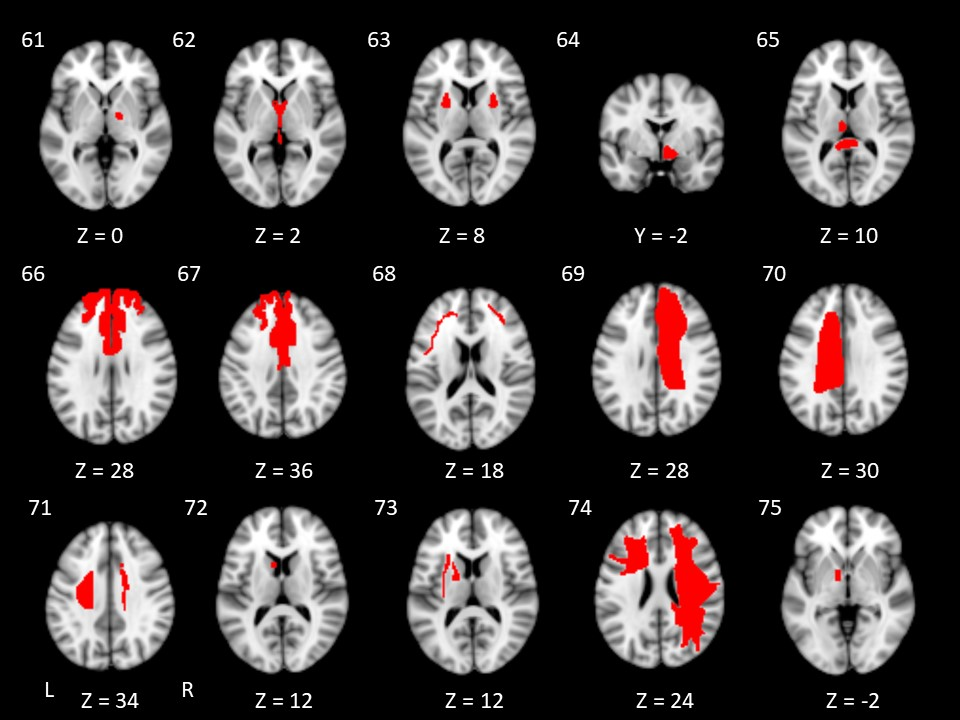 61 62 63 64 65
Z = 0 Z = 2 Z = 8 Y = -2 Z = 10
66 67 68 69 70
Z = 28 Z = 36 Z = 18 Z = 28 Z = 30
71 72 73 74 75
L R
Z = 34 Z = 12 Z = 12 Z = 24 Z = -2